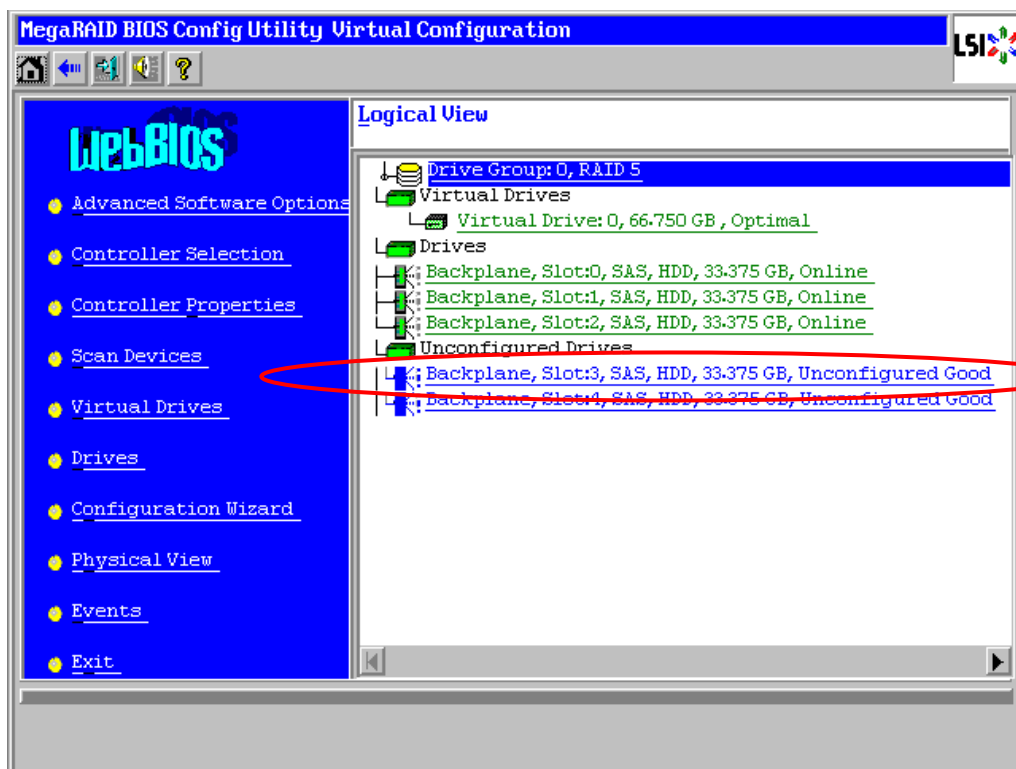 MegaRAID BIOS Config Utility Virtual Configuration
LSI
WebBIOS
Advanced Software Options
Controller Selection
Controller Properties
Scan Devices
Virtual Drives
Drives
Configuration Wizard
Physical View
Events
Exit
Logical View
Drive Group: 0, RAID 5
Virtual Drives
Virtual Drive: 0, 66.750 GB , Optimal
Drives
Backplane, Slot:0, SAS, HDD, 33.375 GB, Online
Backplane, Slot:1, SAS, HDD, 33.375 GB, Online
Backplane, Slot:2, SAS, HDD, 33.375 GB, Online
Unconfigured Drives
Backplane, Slot:3, SAS, HDD, 33.375 GB, Unconfigured Good
Backplane, Slot:4, SAS, HDD, 33.375 GB, Unconfigured Good